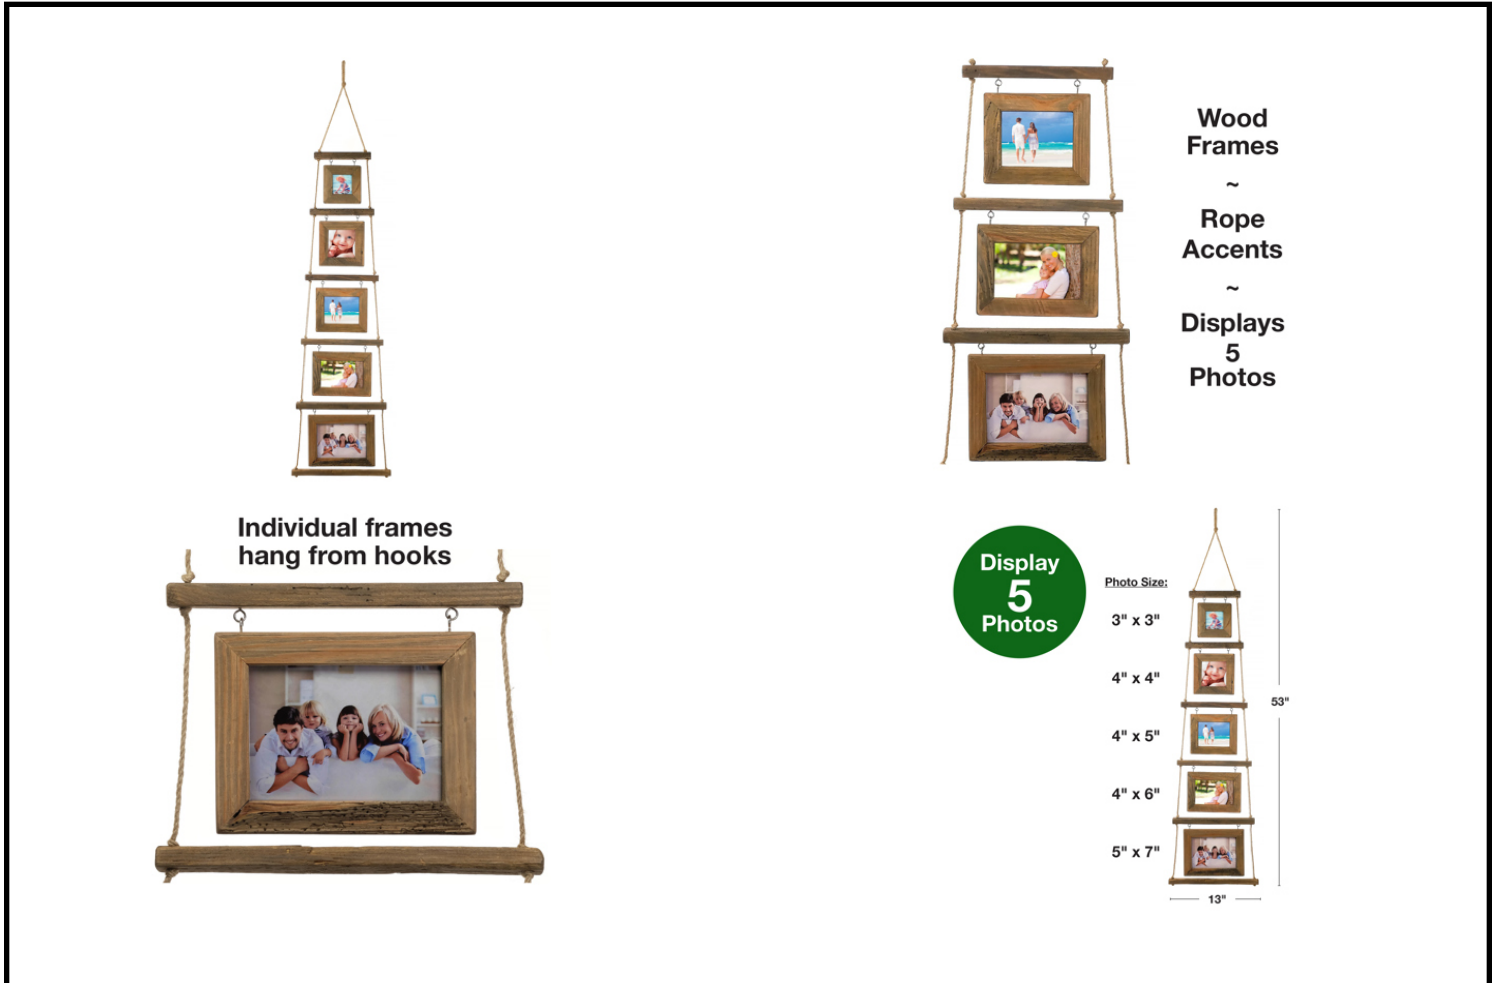 Wood
Frames
~
Rope
Accents
~
Displays
5
Photos
Individual frames
hang from hooks
Display
5
Photos
Photo Size:
3" x 3"
4" x 4"
4" x 5"
4" x 6"
5" x 7"
53"
13"